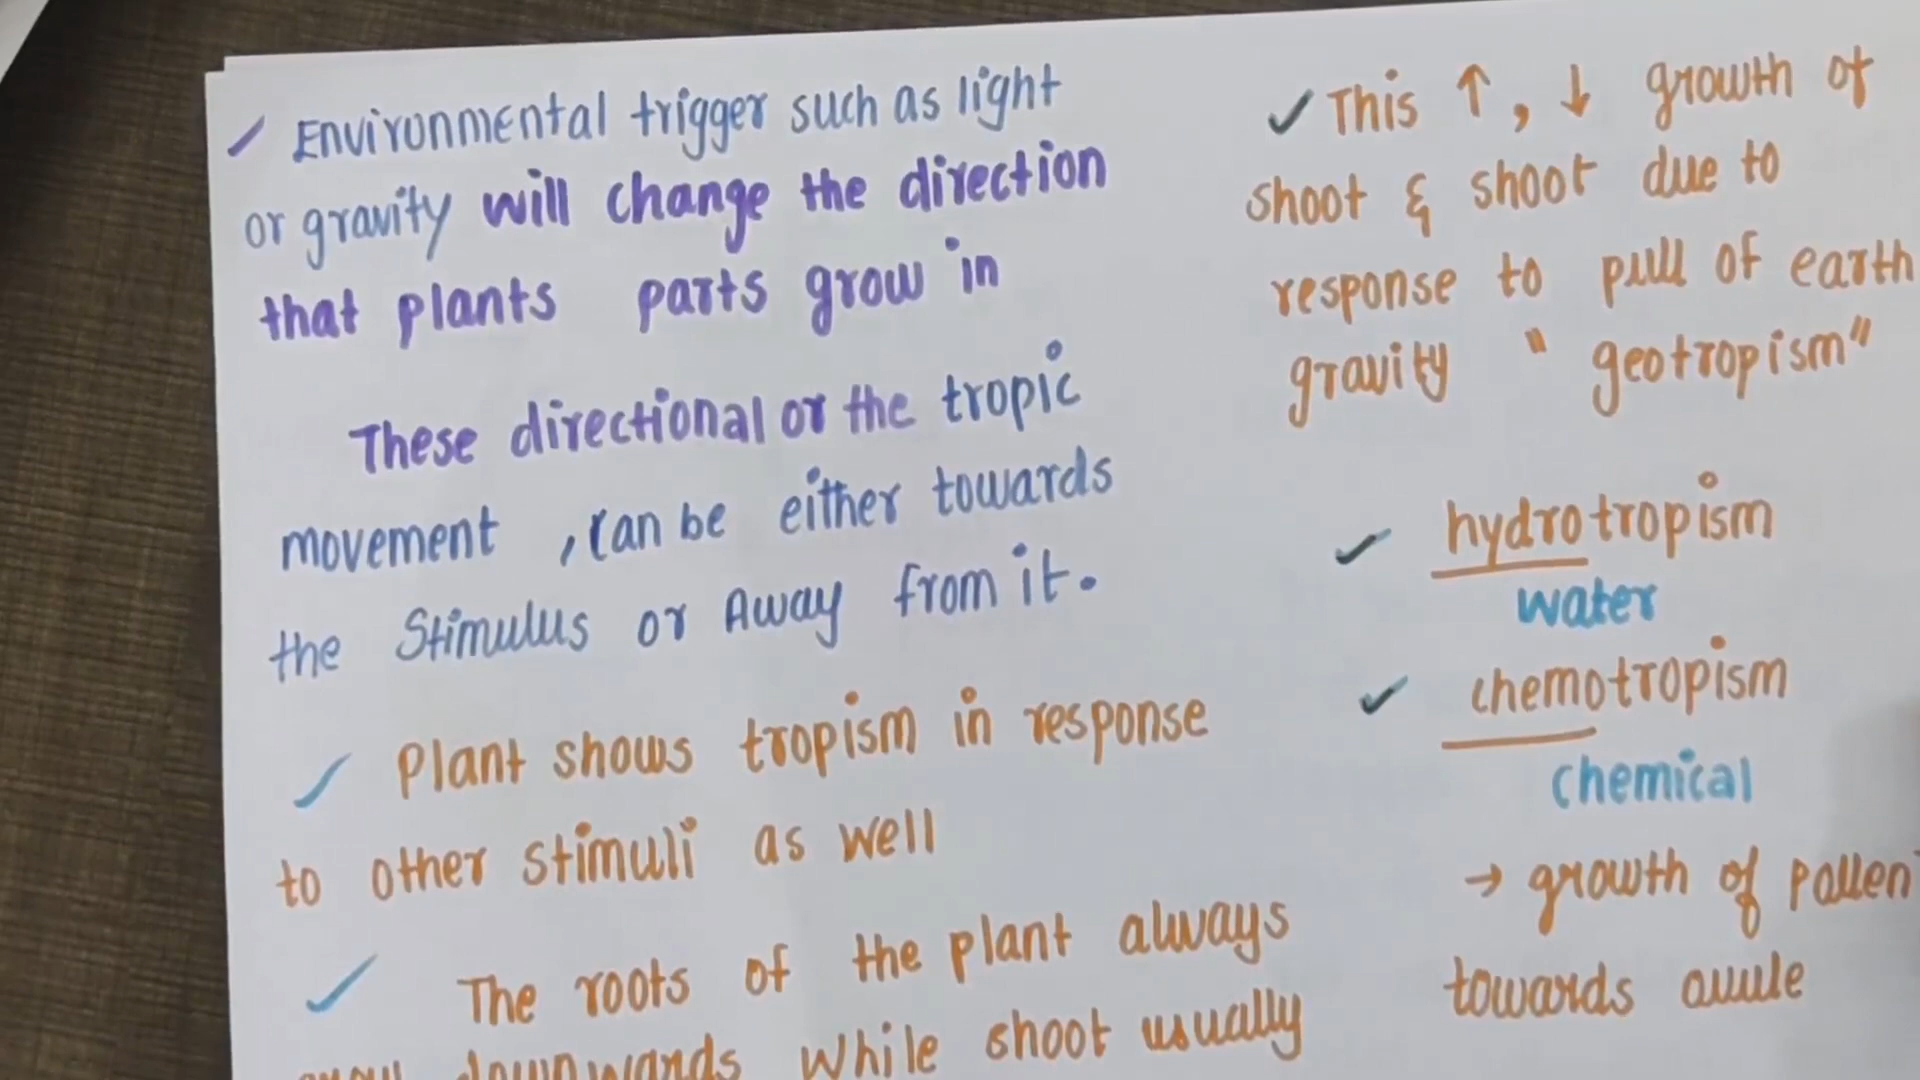 Environmental trigger such as light
or gravity will change the direction
that plants parts grow in
These directional or the tropic
movement , can be either towards
the Stimulus or Away from it.
Plant shows tropism in response
to other stimuli as well
The roots of the plant always
grow downwards while shoot usually
This ↑, ↓ growth of
shoot & shoot due to
response to pull of earth
gravity " geotropism"
hydrotropism
water
chemotropism
chemical
→ growth of pollen
towards ovule